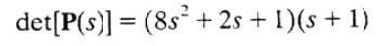 det[P(s)] = (8s² + 2s + 1)(s + 1)